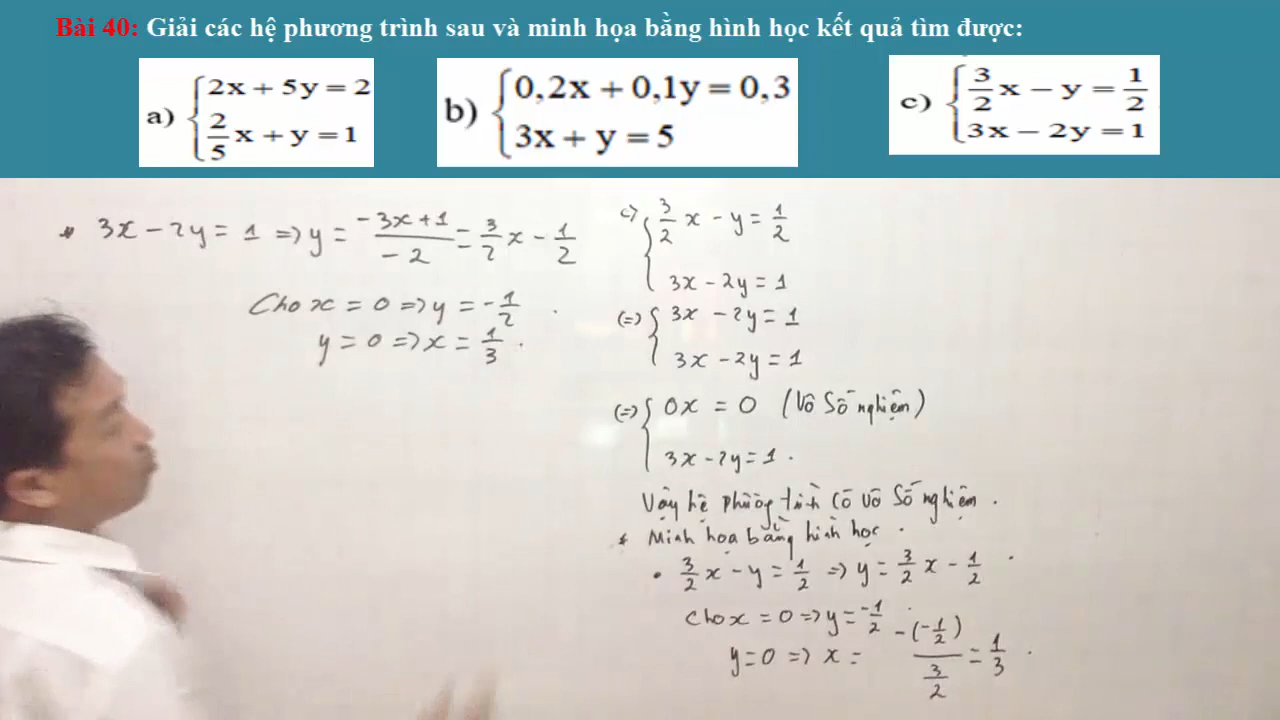 Bài 40: Giải các hệ phương trình sau và minh họa bằng hình học kết quả tìm được:
a) { 2x + 5y = 2
2/5 x + y = 1
b) { 0,2x + 0,1y = 0,3
3x + y = 5
c) { 3/2 x − y = 1/2
3x − 2y = 1
* 3x − 2y = 1 => y = (−3x+1)/(−2) = 3/2 x − 1/2
Cho x = 0 => y = −1/2 .
y = 0 => x = 1/3 .
c) { 3/2 x − y = 1/2
3x − 2y = 1
(=) { 3x − 2y = 1
3x − 2y = 1
(=) { 0x = 0 (Vô số nghiệm)
3x − 2y = 1 .
Vậy hệ phương trình có vô số nghiệm .
* Minh họa bằng hình học .
• 3/2 x − y = 1/2 => y = 3/2 x − 1/2 .
Cho x = 0 => y = −1/2 .
y = 0 => x = −(−1/2) / (3/2) = 1/3 .